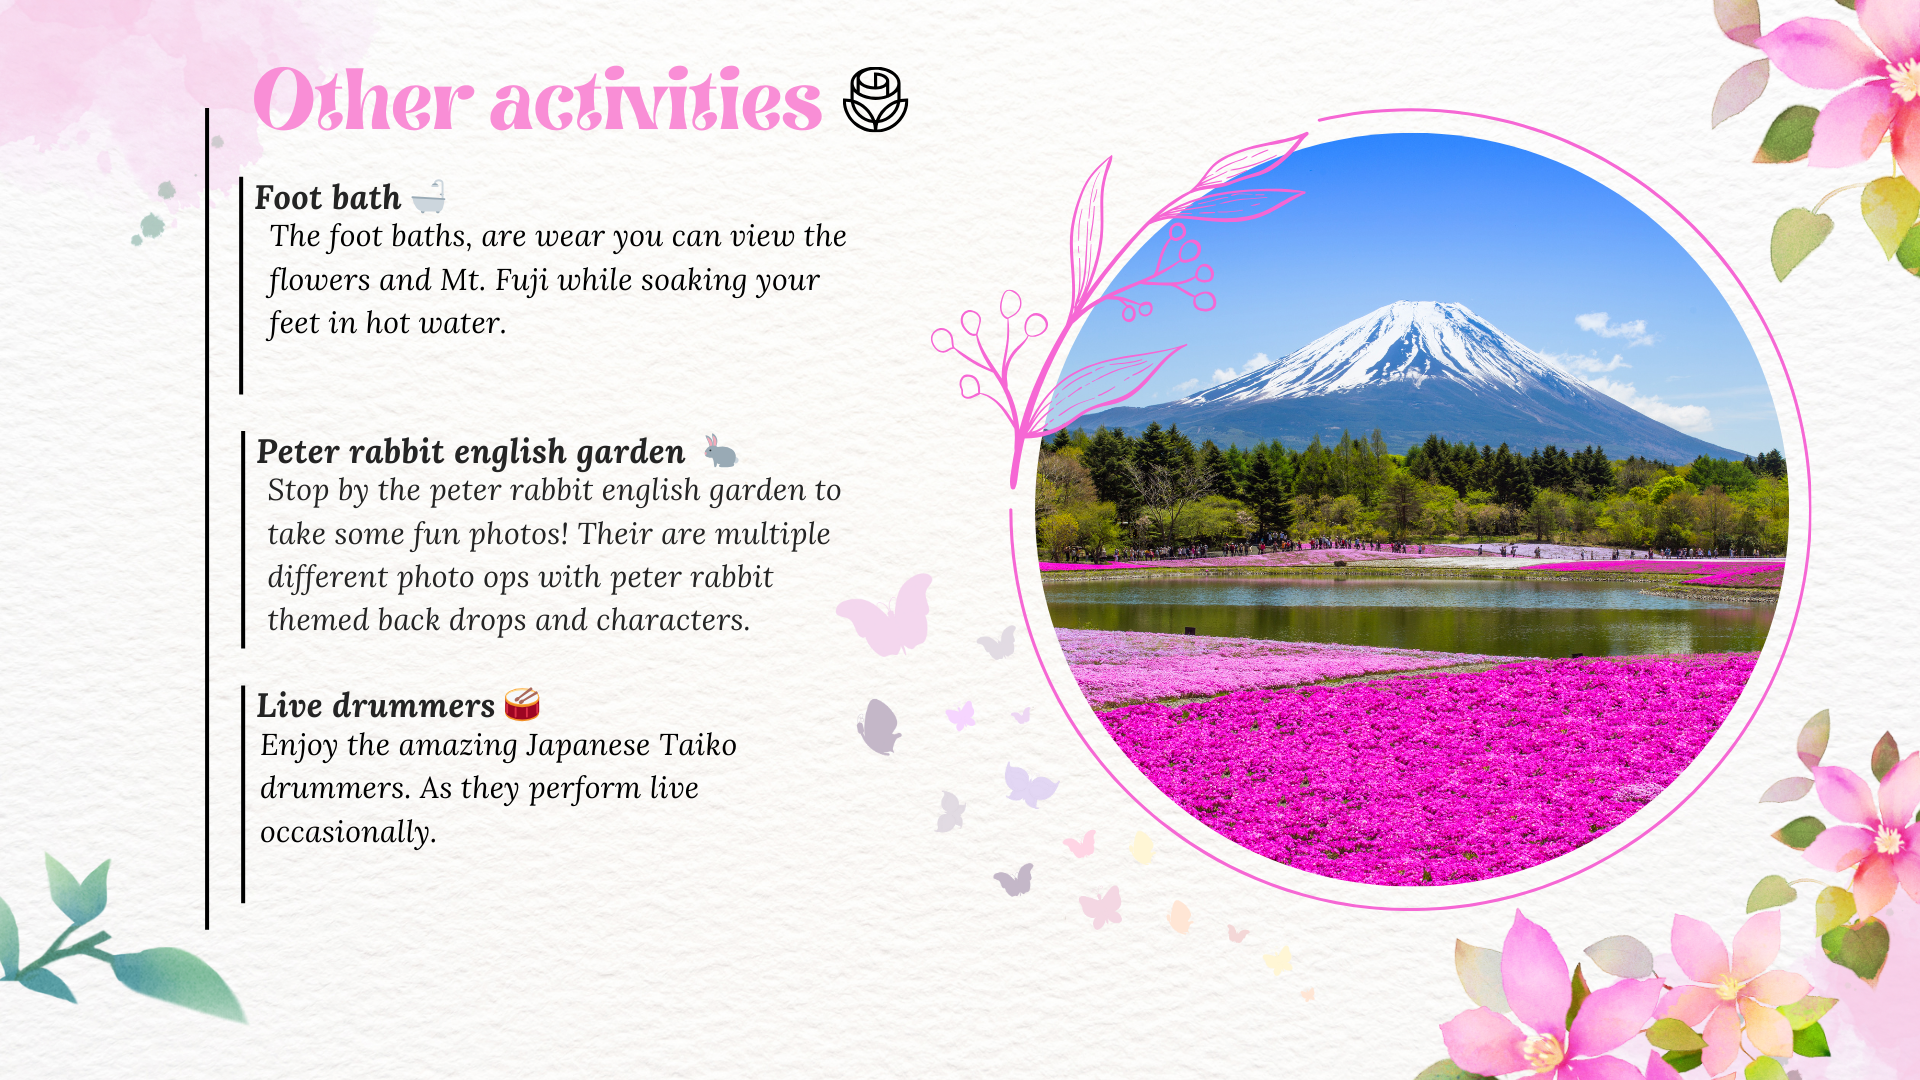 Other activities
Foot bath
The foot baths, are wear you can view the
flowers and Mt. Fuji while soaking your
feet in hot water.
Peter rabbit english garden
Stop by the peter rabbit english garden to
take some fun photos! Their are multiple
different photo ops with peter rabbit
themed back drops and characters.
Live drummers
Enjoy the amazing Japanese Taiko
drummers. As they perform live
occasionally.